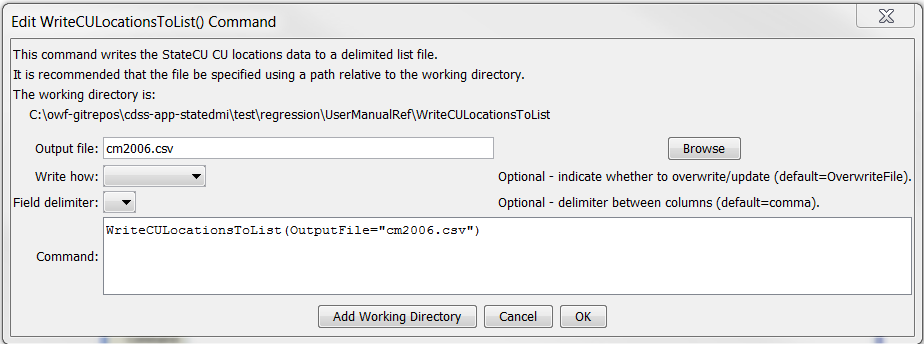 Edit WriteCULocationsToList() Command
This command writes the StateCU CU locations data to a delimited list file.
It is recommended that the file be specified using a path relative to the working directory.
The working directory is:
C:\owf-gitrepos\cdss-app-statedmi\test\regression\UserManualRef\WriteCULocationsToList
Output file: cm2006.csv Browse
Write how: Optional - indicate whether to overwrite/update (default=OverwriteFile).
Field delimiter: Optional - delimiter between columns (default=comma).
WriteCULocationsToList(OutputFile="cm2006.csv")
Command:
Add Working Directory Cancel OK